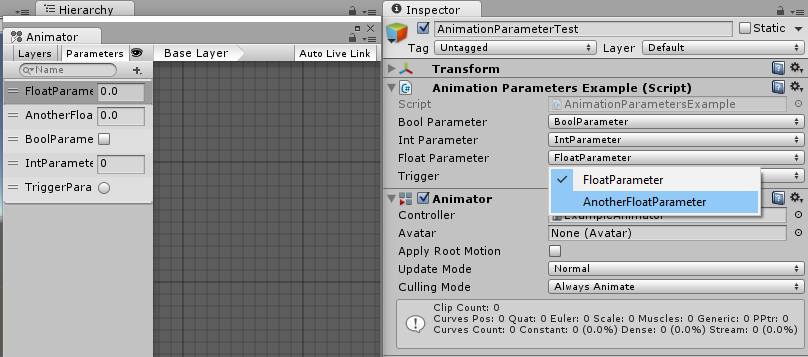 Hierarchy
Animator
Layers Parameters
Base Layer
Auto Live Link
Name
FloatParame 0.0
AnotherFloa 0.0
BoolParame
IntParamete 0
TriggerPara
Inspector
AnimationParameterTest Static
Tag Untagged Layer Default
Transform
Animation Parameters Example (Script)
Script AnimationParametersExample
Bool Parameter BoolParameter
Int Parameter IntParameter
Float Parameter FloatParameter
Trigger
FloatParameter
AnotherFloatParameter
Animator
Controller ExampleAnimator
Avatar None (Avatar)
Apply Root Motion
Update Mode Normal
Culling Mode Always Animate
Clip Count: 0
Curves Pos: 0 Quat: 0 Euler: 0 Scale: 0 Muscles: 0 Generic: 0 PPtr: 0
Curves Count: 0 Constant: 0 (0.0%) Dense: 0 (0.0%) Stream: 0 (0.0%)